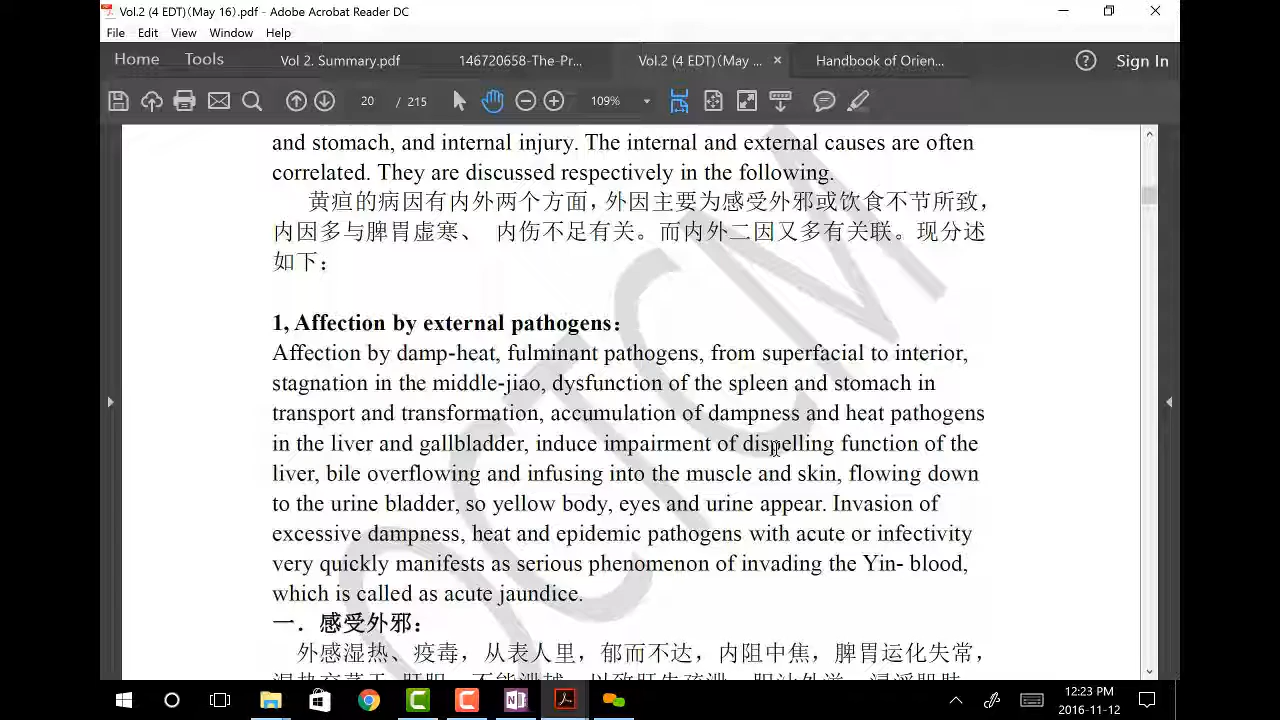 Vol.2 (4 EDT)(May 16).pdf - Adobe Acrobat Reader DC
File Edit View Window Help
Home Tools Vol 2. Summary.pdf 146720658-The-Pr... Vol.2 (4 EDT)(May ... × Handbook of Orien... ? Sign In
20 / 215 109%
and stomach, and internal injury. The internal and external causes are often
correlated. They are discussed respectively in the following.
黄疸的病因有内外两个方面，外因主要为感受外邪或饮食不节所致，
内因多与脾胃虚寒、 内伤不足有关。而内外二因又多有关联。现分述
如下：
1, Affection by external pathogens：
Affection by damp-heat, fulminant pathogens, from superfacial to interior,
stagnation in the middle-jiao, dysfunction of the spleen and stomach in
transport and transformation, accumulation of dampness and heat pathogens
in the liver and gallbladder, induce impairment of dispelling function of the
liver, bile overflowing and infusing into the muscle and skin, flowing down
to the urine bladder, so yellow body, eyes and urine appear. Invasion of
excessive dampness, heat and epidemic pathogens with acute or infectivity
very quickly manifests as serious phenomenon of invading the Yin- blood,
which is called as acute jaundice.
一．感受外邪：
外感湿热、疫毒，从表人里，郁而不达，内阻中焦，脾胃运化失常，
OCTCM
12:23 PM
2016-11-12